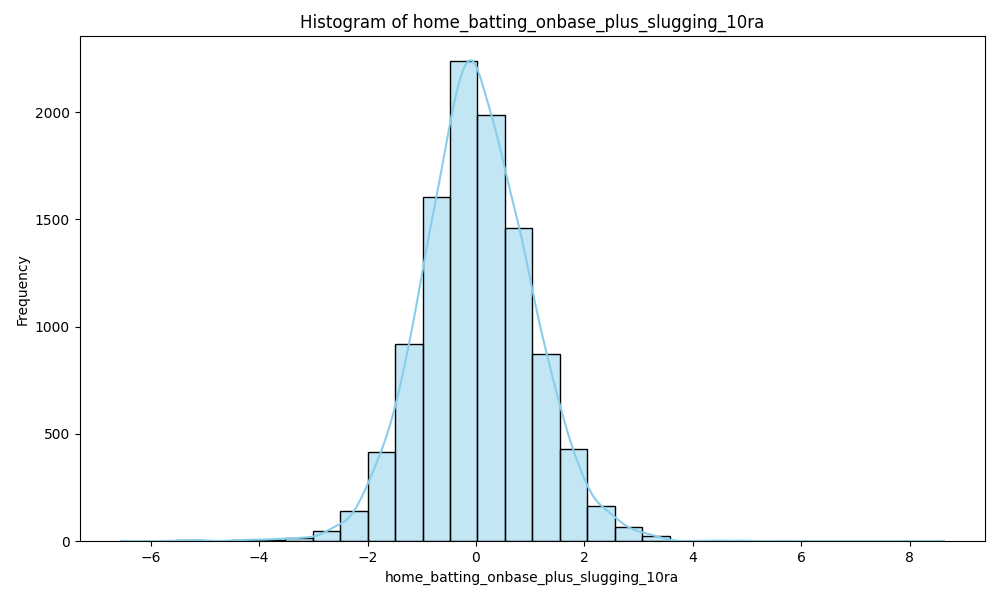 Histogram of home_batting_onbase_plus_slugging_10ra
Frequency
2000
1500
1000
500
0
−6 −4 −2 0 2 4 6 8
home_batting_onbase_plus_slugging_10ra